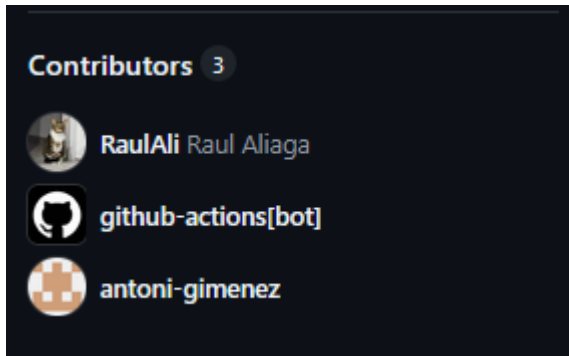 Contributors 3
RaulAli Raul Aliaga
github-actions[bot]
antoni-gimenez